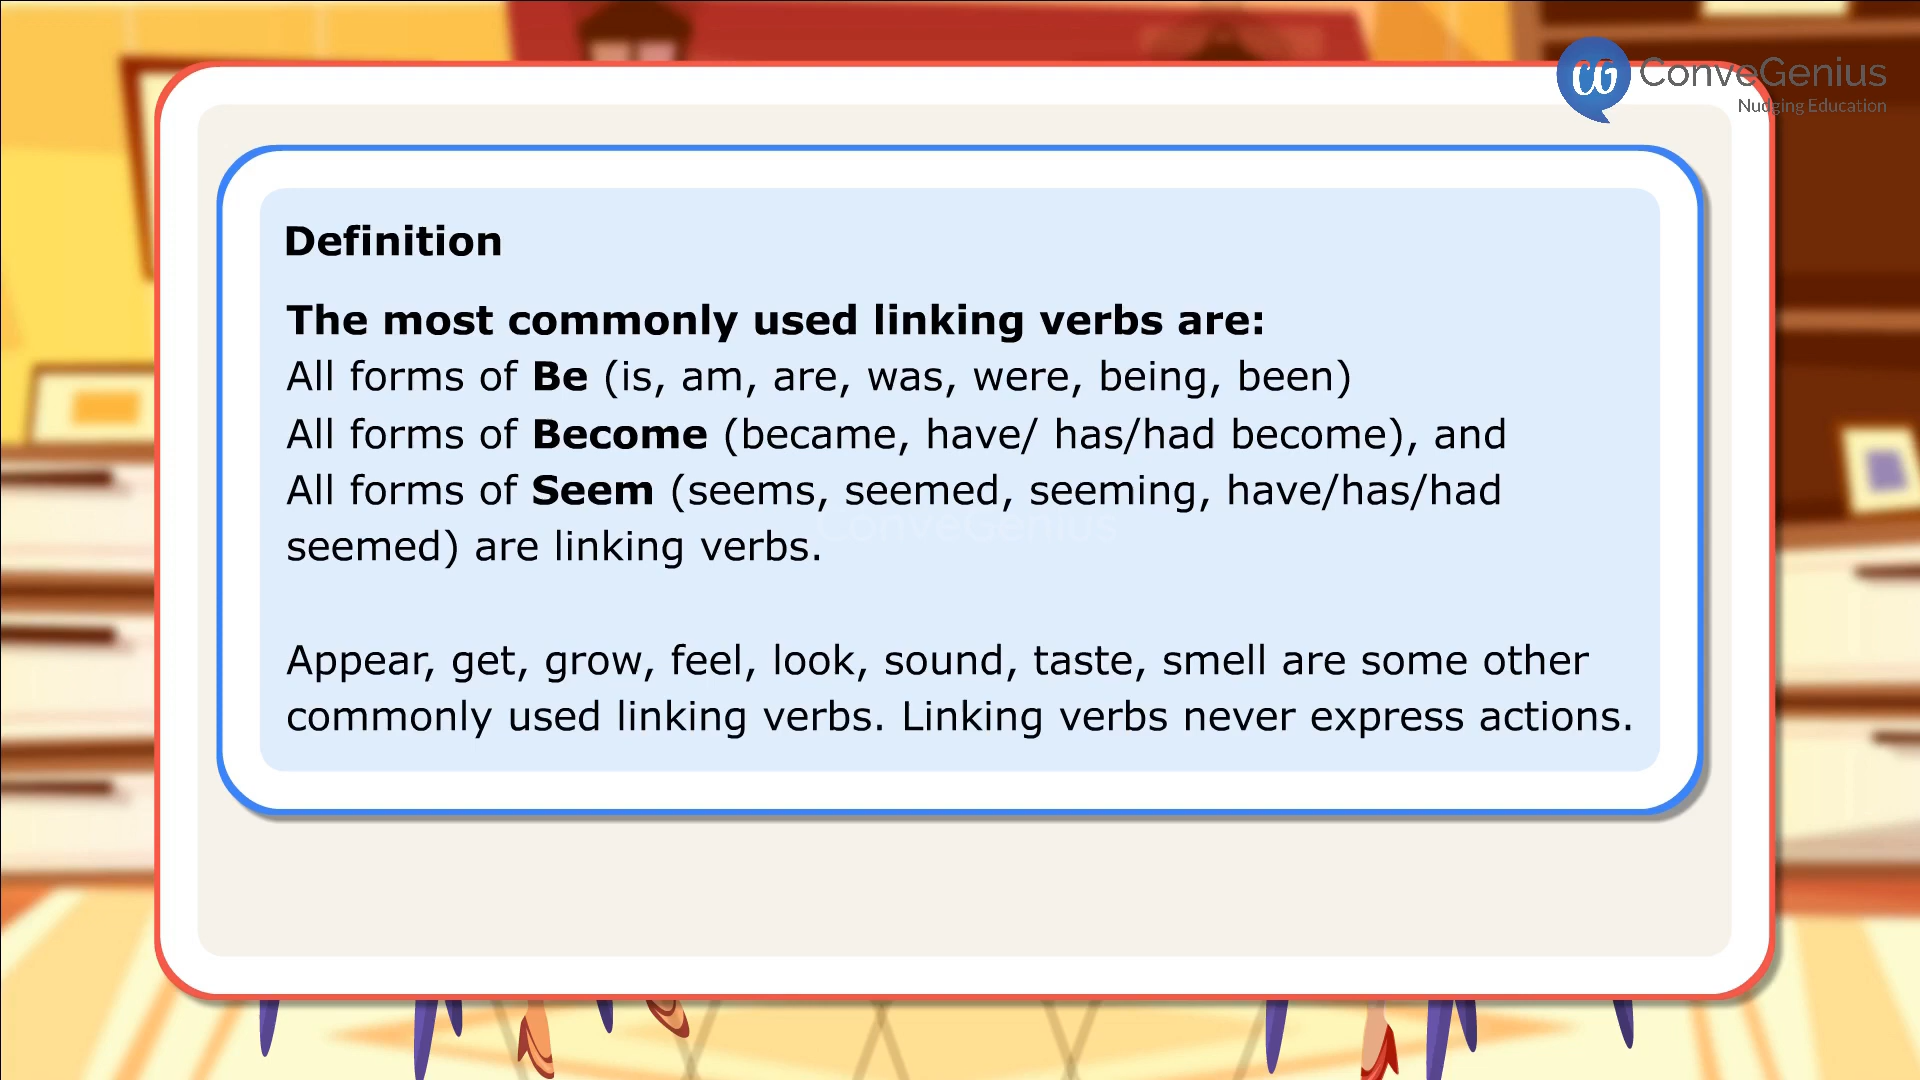 ConveGenius
Nudging Education
Definition
The most commonly used linking verbs are:
All forms of Be (is, am, are, was, were, being, been)
All forms of Become (became, have/ has/had become), and
All forms of Seem (seems, seemed, seeming, have/has/had
seemed) are linking verbs.
ConveGenius
Appear, get, grow, feel, look, sound, taste, smell are some other
commonly used linking verbs. Linking verbs never express actions.